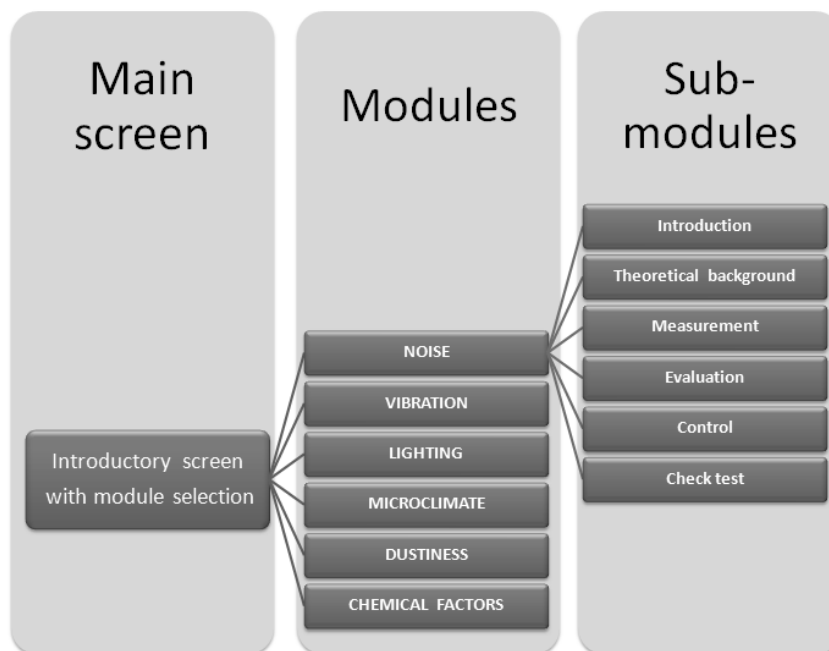 Main
screen
Introductory screen
with module selection
Modules
NOISE
VIBRATION
LIGHTING
MICROCLIMATE
DUSTINESS
CHEMICAL FACTORS
Sub-
modules
Introduction
Theoretical background
Measurement
Evaluation
Control
Check test